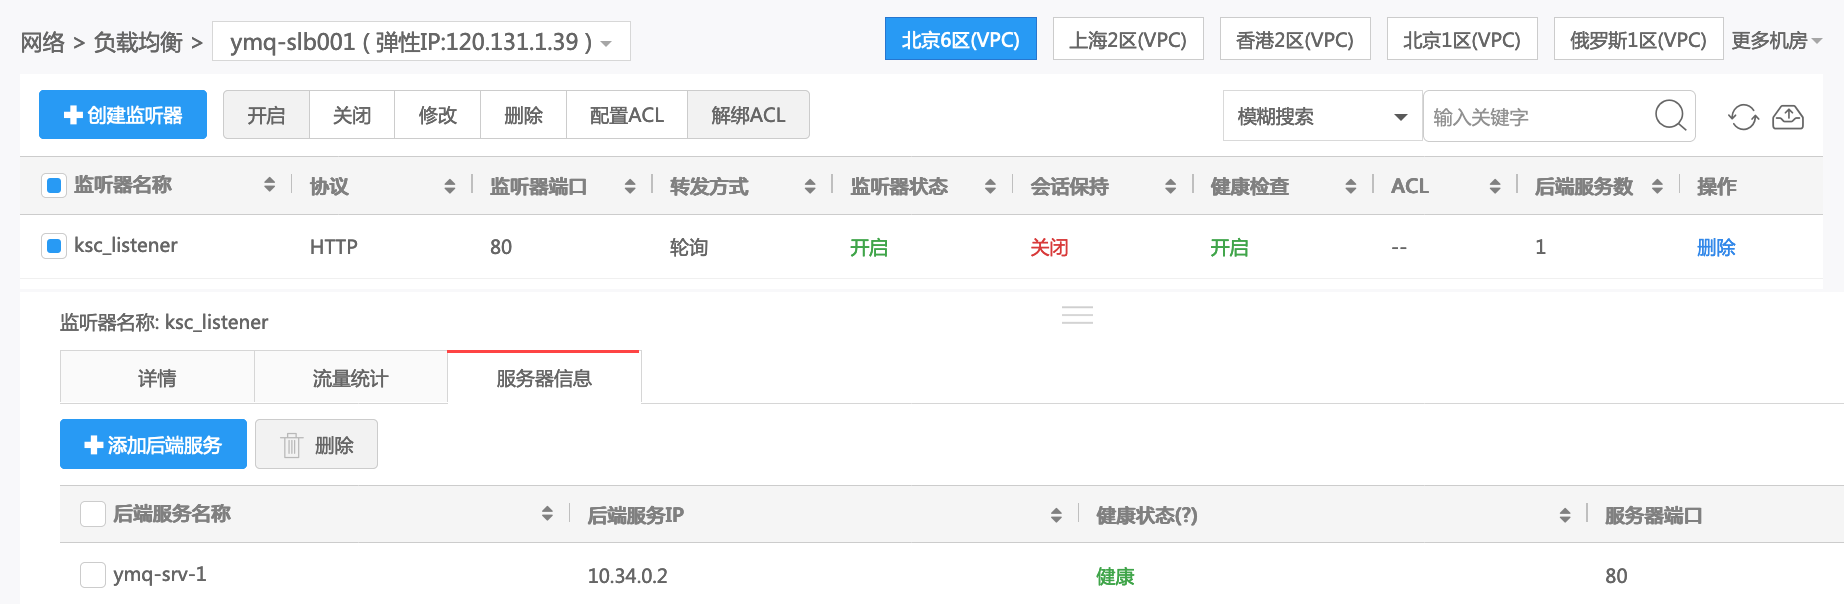 网络 > 负载均衡 > ymq-slb001 ( 弹性IP:120.131.1.39 ) 北京6区(VPC) 上海2区(VPC) 香港2区(VPC) 北京1区(VPC) 俄罗斯1区(VPC) 更多机房
创建监听器 开启 关闭 修改 删除 配置ACL 解绑ACL 模糊搜索 输入关键字
监听器名称 协议 监听器端口 转发方式 监听器状态 会话保持 健康检查 ACL 后端服务数 操作
ksc_listener HTTP 80 轮询 开启 关闭 开启 -- 1 删除
监听器名称: ksc_listener
详情 流量统计 服务器信息
添加后端服务 删除
后端服务名称 后端服务IP 健康状态(?) 服务器端口
ymq-srv-1 10.34.0.2 健康 80